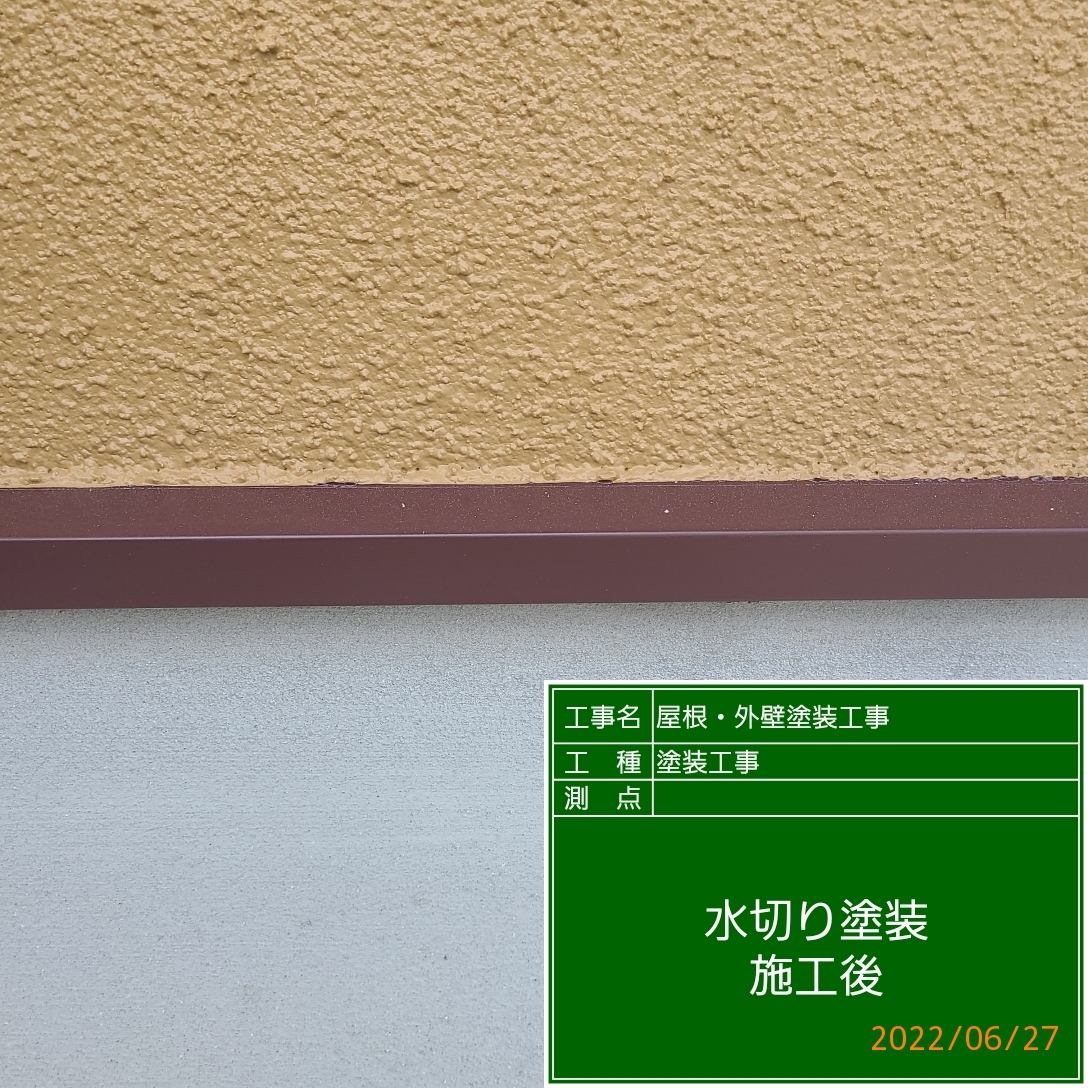 工事名 屋根・外壁塗装工事
工　種 塗装工事
測　点
水切り塗装
施工後
2022/06/27